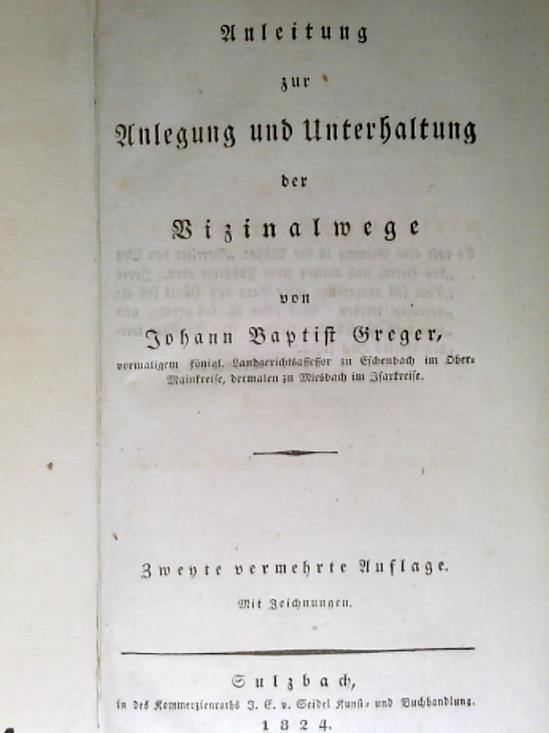 Anleitung
zur
Anlegung und Unterhaltung
der
Vizinalwege
von
Johann Baptist Greger,
vormaligem königl. Landgerichtsassessor zu Eschenbach im Ober-
Mainkreise, dermalen zu Miesbach im Isarkreise.
Zweyte vermehrte Auflage.
Mit Zeichnungen.
Sulzbach,
in des Kommerzienraths J. E. v. Seidel Kunst- und Buchhandlung.
1824.